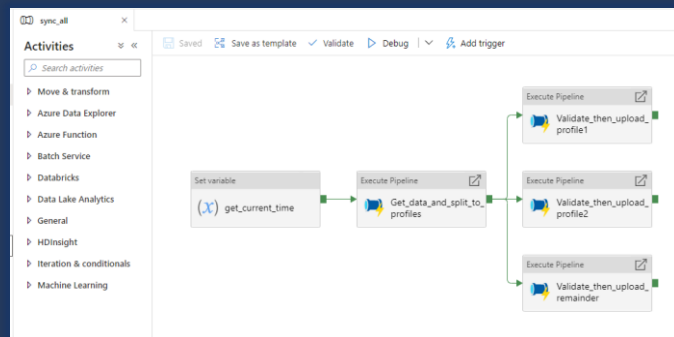 sync_all
Activities
Search activities
Move & transform
Azure Data Explorer
Azure Function
Batch Service
Databricks
Data Lake Analytics
General
HDInsight
Iteration & conditionals
Machine Learning
Saved
Save as template
Validate
Debug
Add trigger
Set variable
(x) get_current_time
Execute Pipeline
Get_data_and_split_to_
profiles
Execute Pipeline
Validate_then_upload_
profile1
Execute Pipeline
Validate_then_upload_
profile2
Execute Pipeline
Validate_then_upload_
remainder